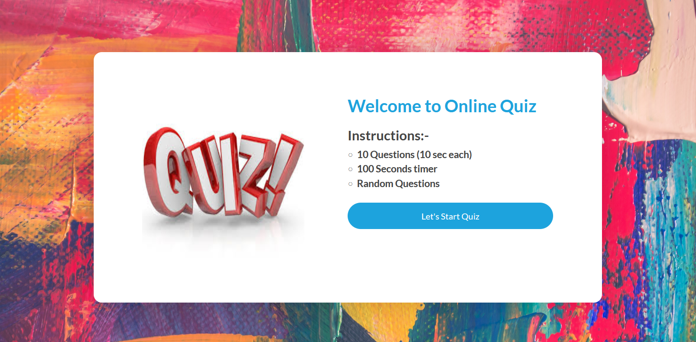 QUIZ!
Welcome to Online Quiz
Instructions:-
10 Questions (10 sec each)
100 Seconds timer
Random Questions
Let's Start Quiz